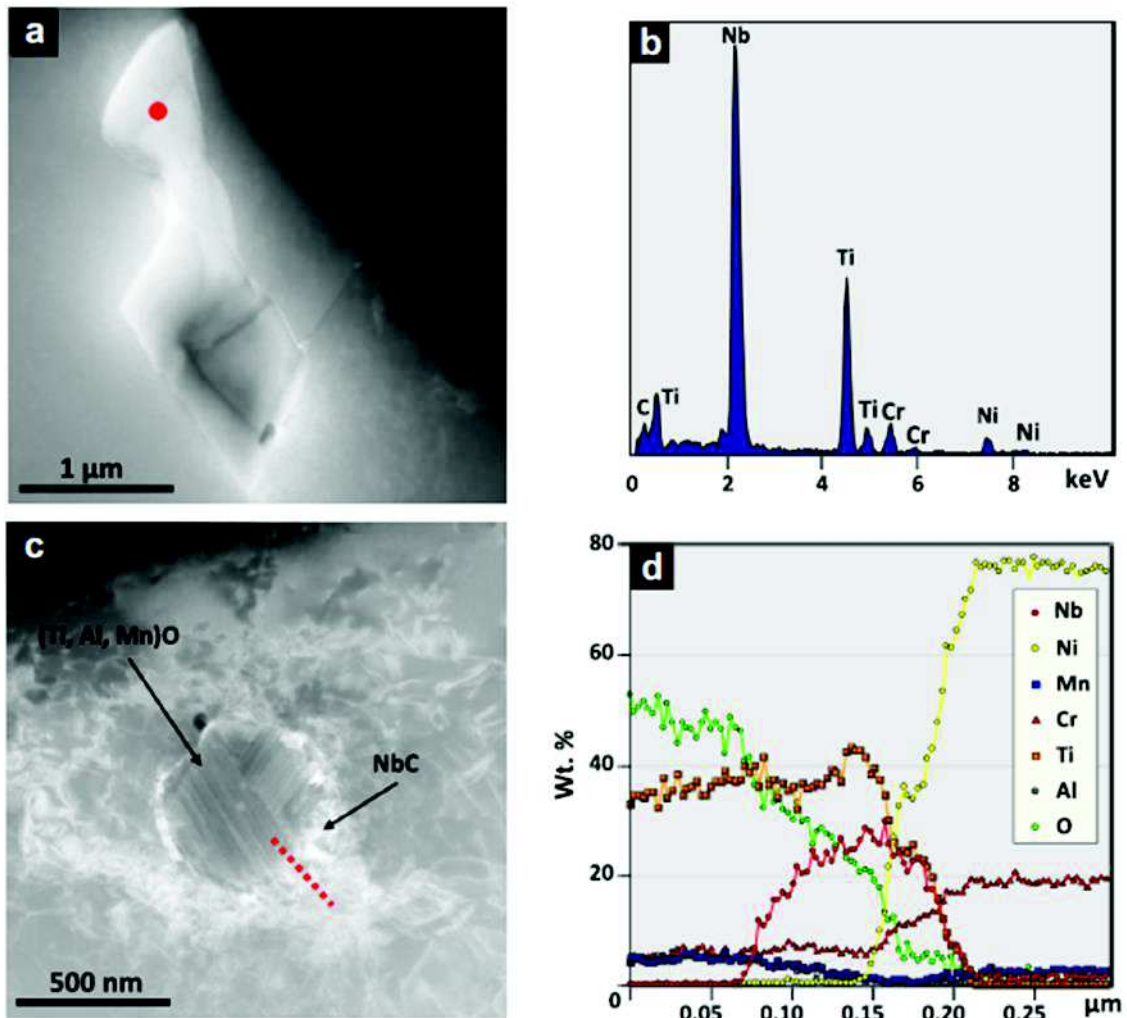 a
1 µm
b
Nb
Ti
C Ti
Ti Cr Cr
Ni Ni
0 2 4 6 8 keV
c
(Ti, Al, Mn)O
NbC
500 nm
d
80
60
40
20
0
Wt. %
Nb
Ni
Mn
Cr
Ti
Al
O
0.05 0.10 0.15 0.20 0.25 µm